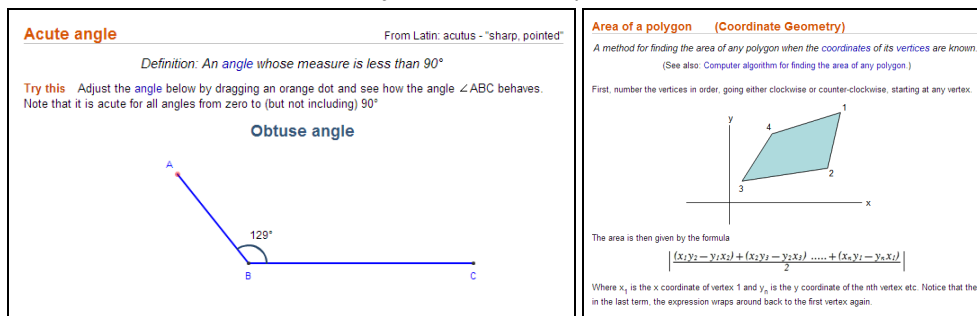 Acute angle
From Latin: acutus - "sharp, pointed"
Definition: An angle whose measure is less than 90°
Try this Adjust the angle below by dragging an orange dot and see how the angle ∠ABC behaves.
Note that it is acute for all angles from zero to (but not including) 90°
Obtuse angle
A
129°
B
C
Area of a polygon (Coordinate Geometry)
A method for finding the area of any polygon when the coordinates of its vertices are known.
(See also: Computer algorithm for finding the area of any polygon.)
First, number the vertices in order, going either clockwise or counter-clockwise, starting at any vertex.
y
1
4
2
3
x
The area is then given by the formula
| (x₁y₂ − y₁x₂) + (x₂y₃ − y₂x₃) ..... + (xₙy₁ − yₙx₁) |
2
Where x₁ is the x coordinate of vertex 1 and yₙ is the y coordinate of the nth vertex etc. Notice that the
in the last term, the expression wraps around back to the first vertex again.